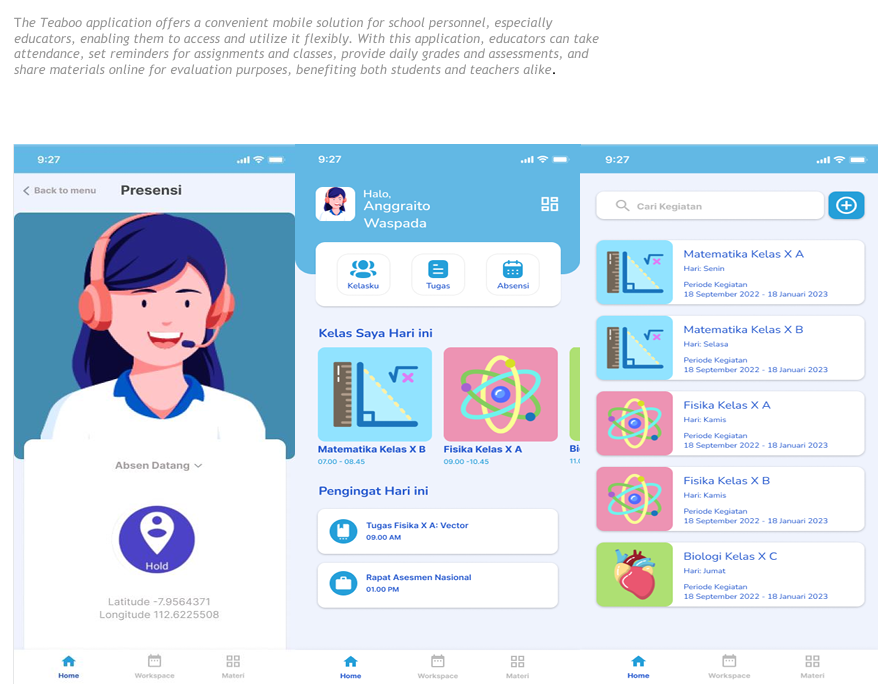 The Teaboo application offers a convenient mobile solution for school personnel, especially
educators, enabling them to access and utilize it flexibly. With this application, educators can take
attendance, set reminders for assignments and classes, provide daily grades and assessments, and
share materials online for evaluation purposes, benefiting both students and teachers alike.
9:27
Back to menu
Presensi
Absen Datang
Hold
Latitude -7.9564371
Longitude 112.6225508
Home
Workspace
Materi
9:27
Halo,
Anggraito
Waspada
Kelasku
Tugas
Absensi
Kelas Saya Hari ini
Matematika Kelas X B
07.00 - 08.45
Fisika Kelas X A
09.00 -10.45
Bi
11.0
Pengingat Hari ini
Tugas Fisika X A: Vector
09.00 AM
Rapat Asesmen Nasional
01.00 PM
Home
Workspace
Materi
9:27
Cari Kegiatan
Matematika Kelas X A
Hari: Senin
Periode Kegiatan
18 September 2022 - 18 Januari 2023
Matematika Kelas X B
Hari: Selasa
Periode Kegiatan
18 September 2022 - 18 Januari 2023
Fisika Kelas X A
Hari: Kamis
Periode Kegiatan
18 September 2022 - 18 Januari 2023
Fisika Kelas X B
Hari: Kamis
Periode Kegiatan
18 September 2022 - 18 Januari 2023
Biologi Kelas X C
Hari: Jumat
Periode Kegiatan
18 September 2022 - 18 Januari 2023
Home
Workspace
Materi